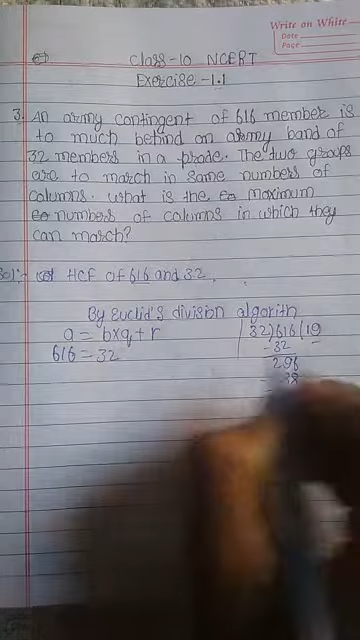 Write on White
Date
Page
Class-10 NCERT
Exercise-1.1
3. An army contingent of 616 member is
to much behind on army band of
32 members in a prade. The two groups
are to march in same numbers of
columns. what is the maximum
numbers of columns in which they
can march?
Sol:- HCF of 616 and 32.
By Euclid's division algorith
a = b×q+r
616 = 32
32)616(19
-32
296